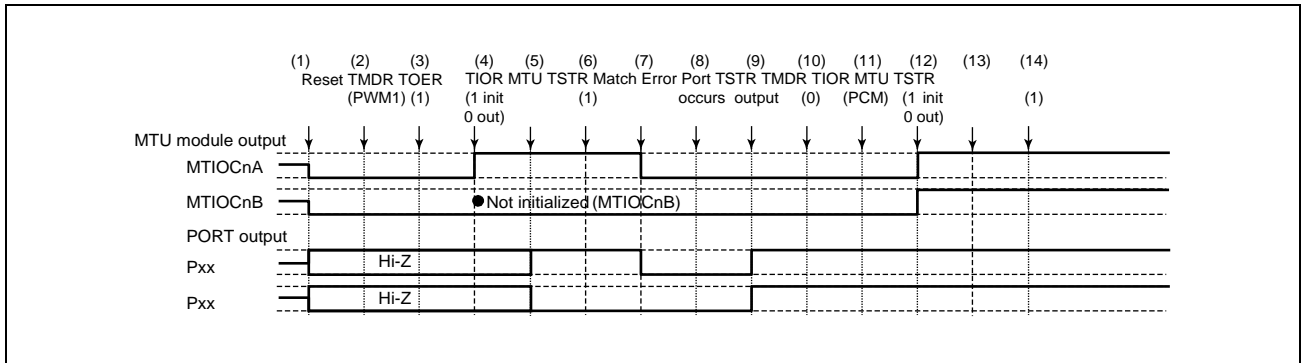 (1) (2) (3) (4) (5) (6) (7) (8) (9) (10) (11) (12) (13) (14)
Reset TMDR TOER TIOR MTU TSTR Match Error Port TSTR TMDR TIOR MTU TSTR
(PWM1) (1) (1 init (1) occurs output (0) (PCM) (1 init (1)
0 out) 0 out)
MTU module output
MTIOCnA
MTIOCnB
Not initialized (MTIOCnB)
PORT output
Pxx
Hi-Z
Pxx
Hi-Z